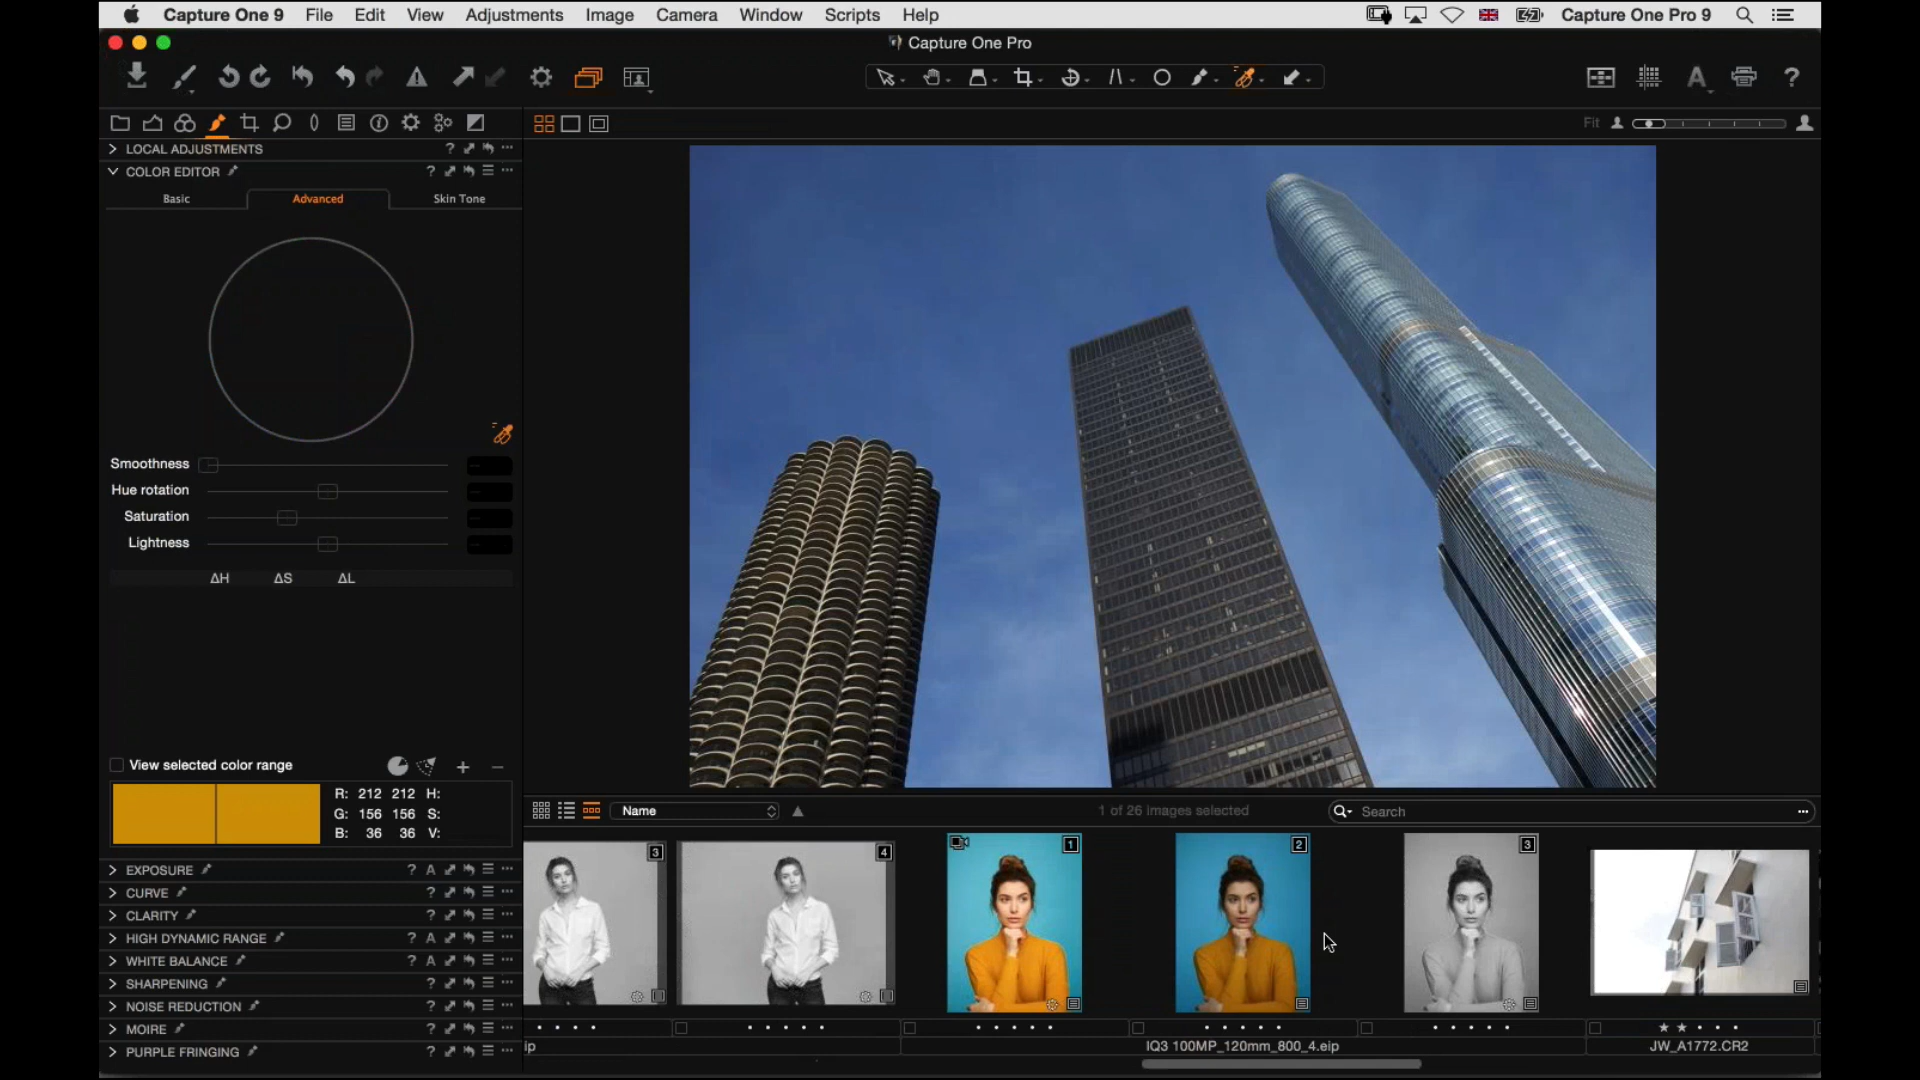 Capture One 9 File Edit View Adjustments Image Camera Window Scripts Help Capture One Pro 9
Capture One Pro
A ?
Fit
LOCAL ADJUSTMENTS ?
COLOR EDITOR ?
Basic Advanced Skin Tone
Smoothness
Hue rotation
Saturation
Lightness
ΔH ΔS ΔL
View selected color range + −
R: 212 212 H:
G: 156 156 S:
B: 36 36 V:
Name 1 of 26 images selected Search
3 4 1 2 3
EXPOSURE ? A
CURVE ?
CLARITY ?
HIGH DYNAMIC RANGE ? A
WHITE BALANCE ? A
SHARPENING ?
NOISE REDUCTION ?
MOIRE ?
PURPLE FRINGING ?
ip IQ3 100MP_120mm_800_4.eip JW_A1772.CR2